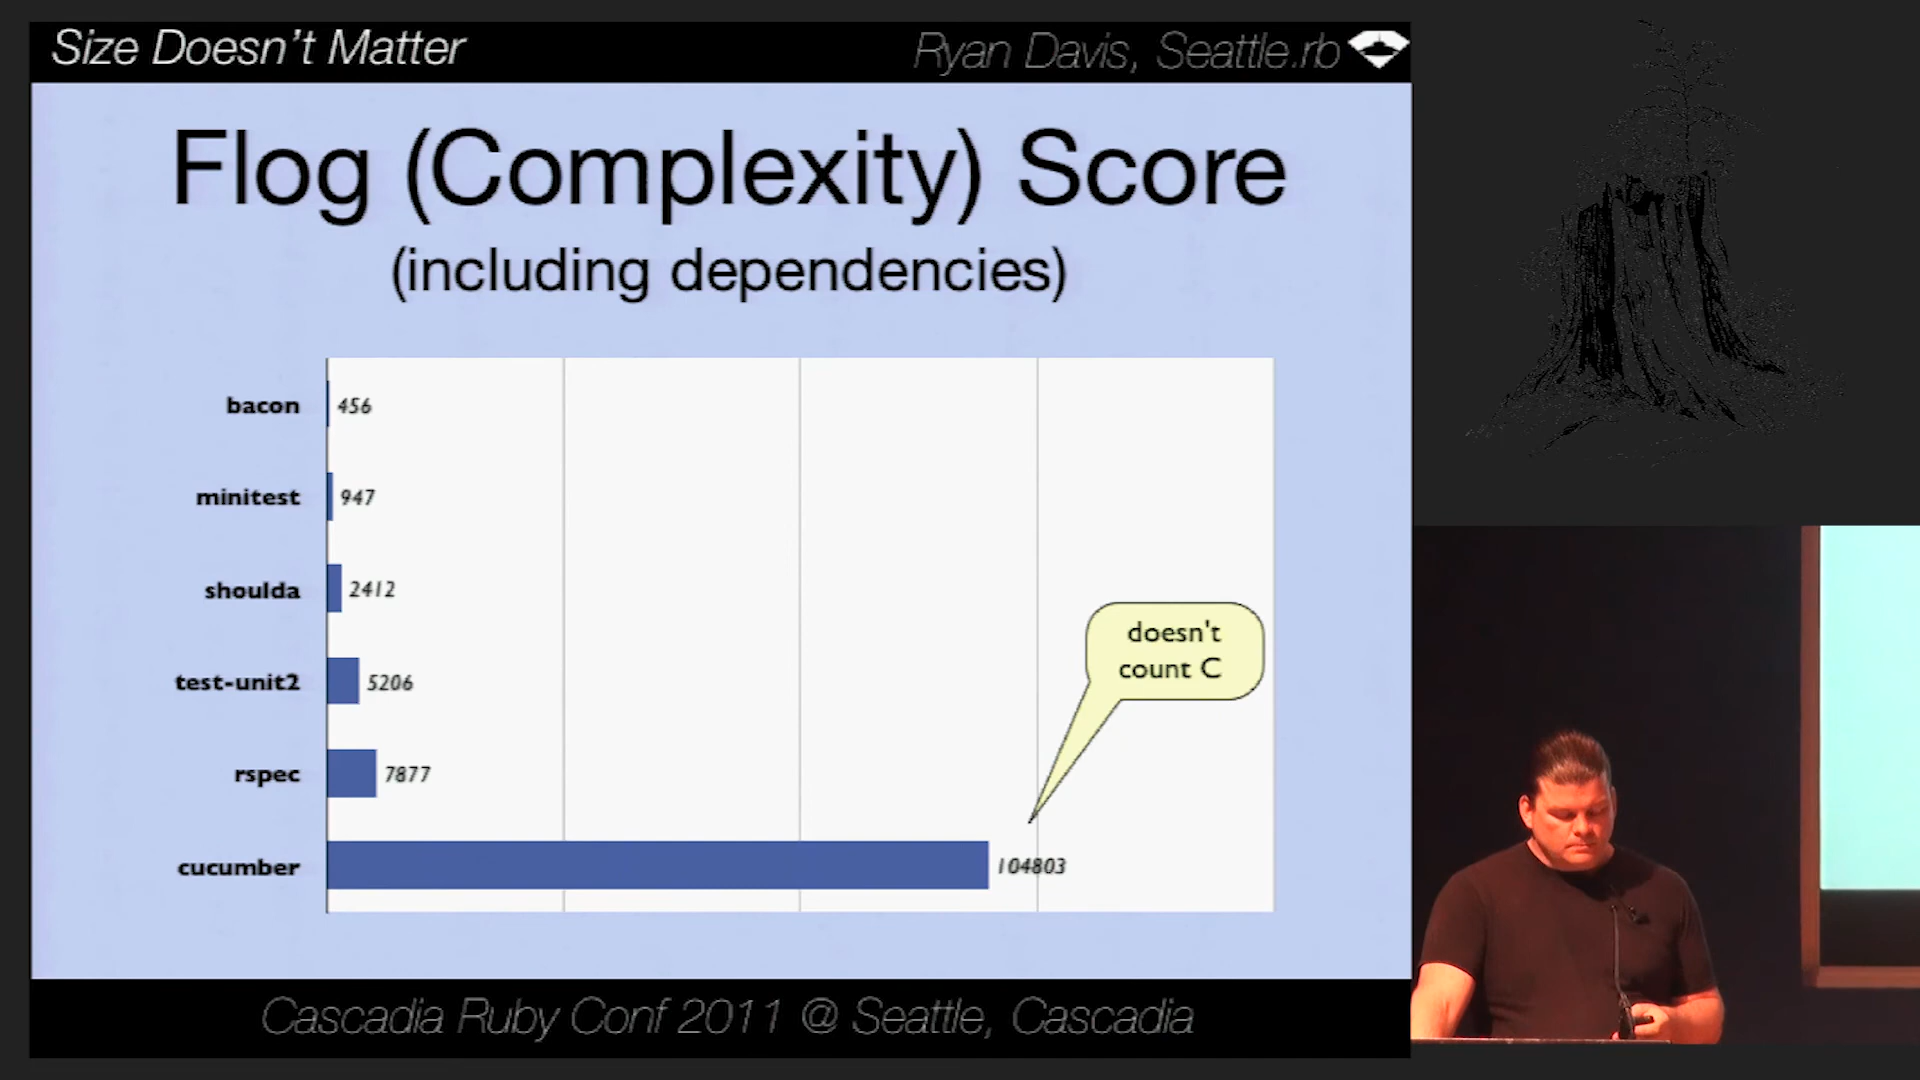 Size Doesn't Matter
Ryan Davis, Seattle.rb
Flog (Complexity) Score
(including dependencies)
bacon 456
minitest 947
shoulda 2412
doesn't
count C
test-unit2 5206
rspec 7877
cucumber 104803
Cascadia Ruby Conf 2011 @ Seattle, Cascadia